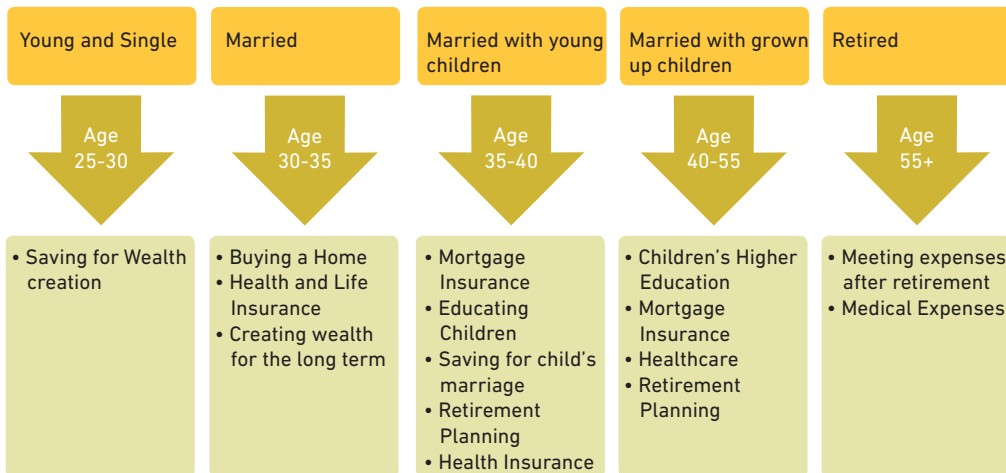 Young and Single
Age
25-30
• Saving for Wealth
creation
Married
Age
30-35
• Buying a Home
• Health and Life
Insurance
• Creating wealth
for the long term
Married with young
children
Age
35-40
• Mortgage
Insurance
• Educating
Children
• Saving for child's
marriage
• Retirement
Planning
• Health Insurance
Married with grown
up children
Age
40-55
• Children's Higher
Education
• Mortgage
Insurance
• Healthcare
• Retirement
Planning
Retired
Age
55+
• Meeting expenses
after retirement
• Medical Expenses